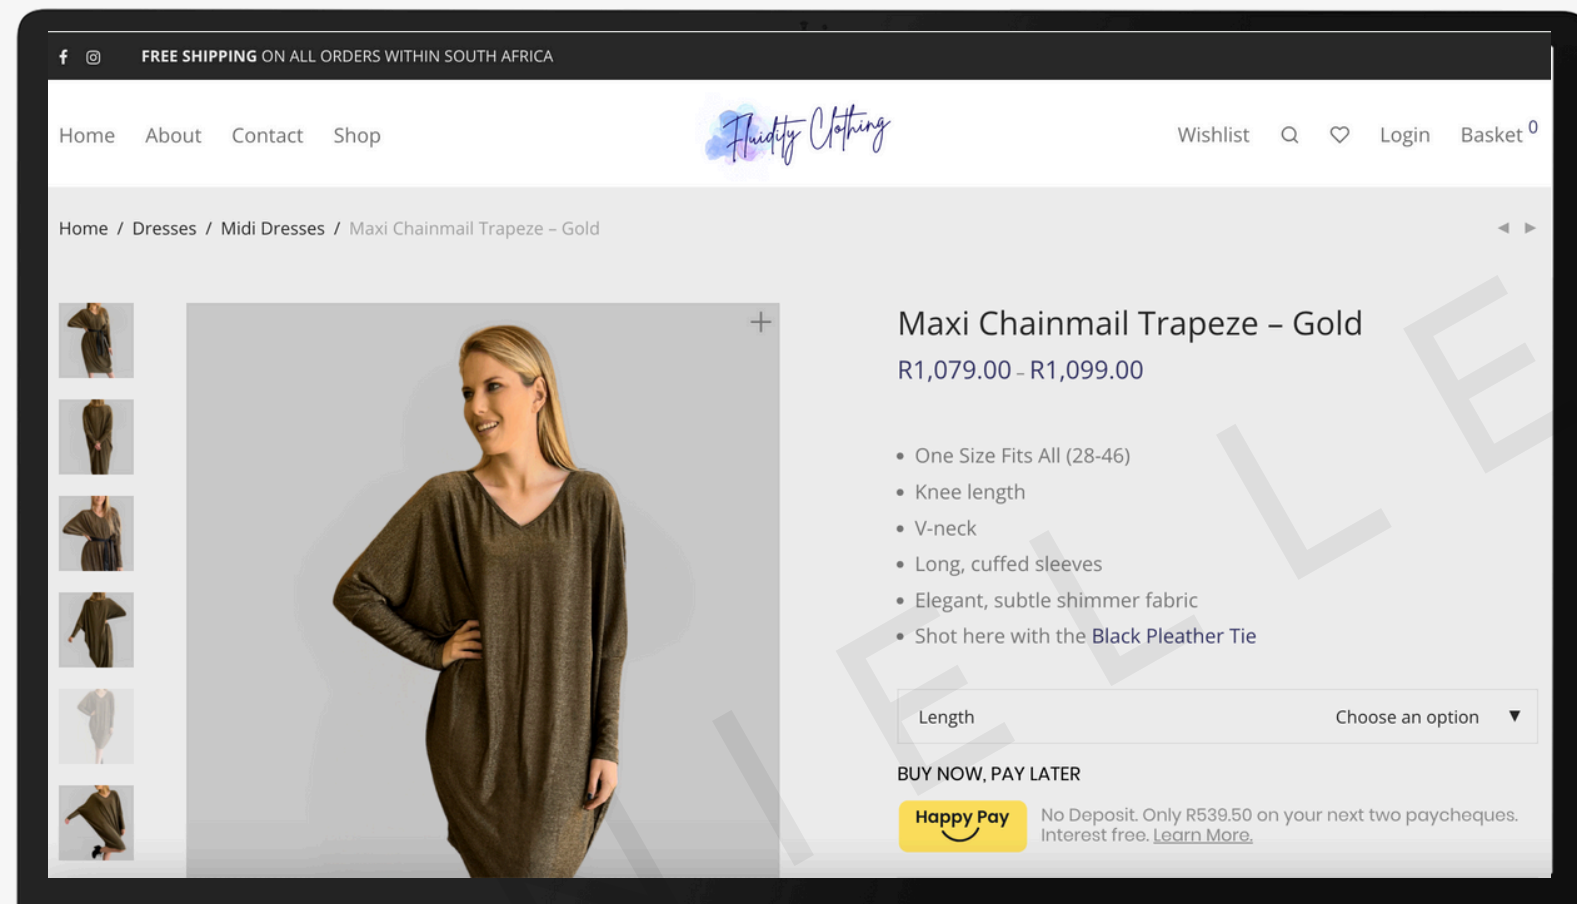 FREE SHIPPING ON ALL ORDERS WITHIN SOUTH AFRICA
Home About Contact Shop
Fluidity Clothing
Wishlist Login Basket 0
Home / Dresses / Midi Dresses / Maxi Chainmail Trapeze – Gold
Maxi Chainmail Trapeze – Gold
R1,079.00 – R1,099.00
One Size Fits All (28-46)
Knee length
V-neck
Long, cuffed sleeves
Elegant, subtle shimmer fabric
Shot here with the Black Pleather Tie
Length Choose an option
BUY NOW, PAY LATER
Happy Pay
No Deposit. Only R539.50 on your next two paycheques.
Interest free. Learn More.
IELLE